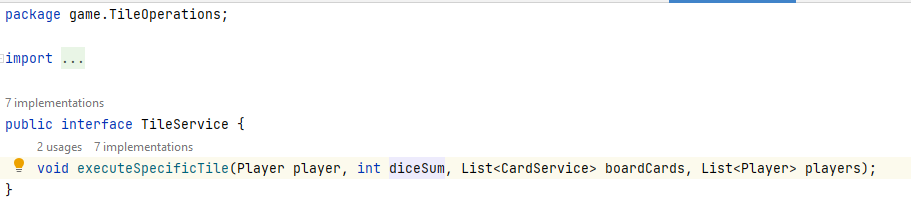 package game.TileOperations;
import ...
7 implementations
public interface TileService {
2 usages 7 implementations
void executeSpecificTile(Player player, int diceSum, List<CardService> boardCards, List<Player> players);
}